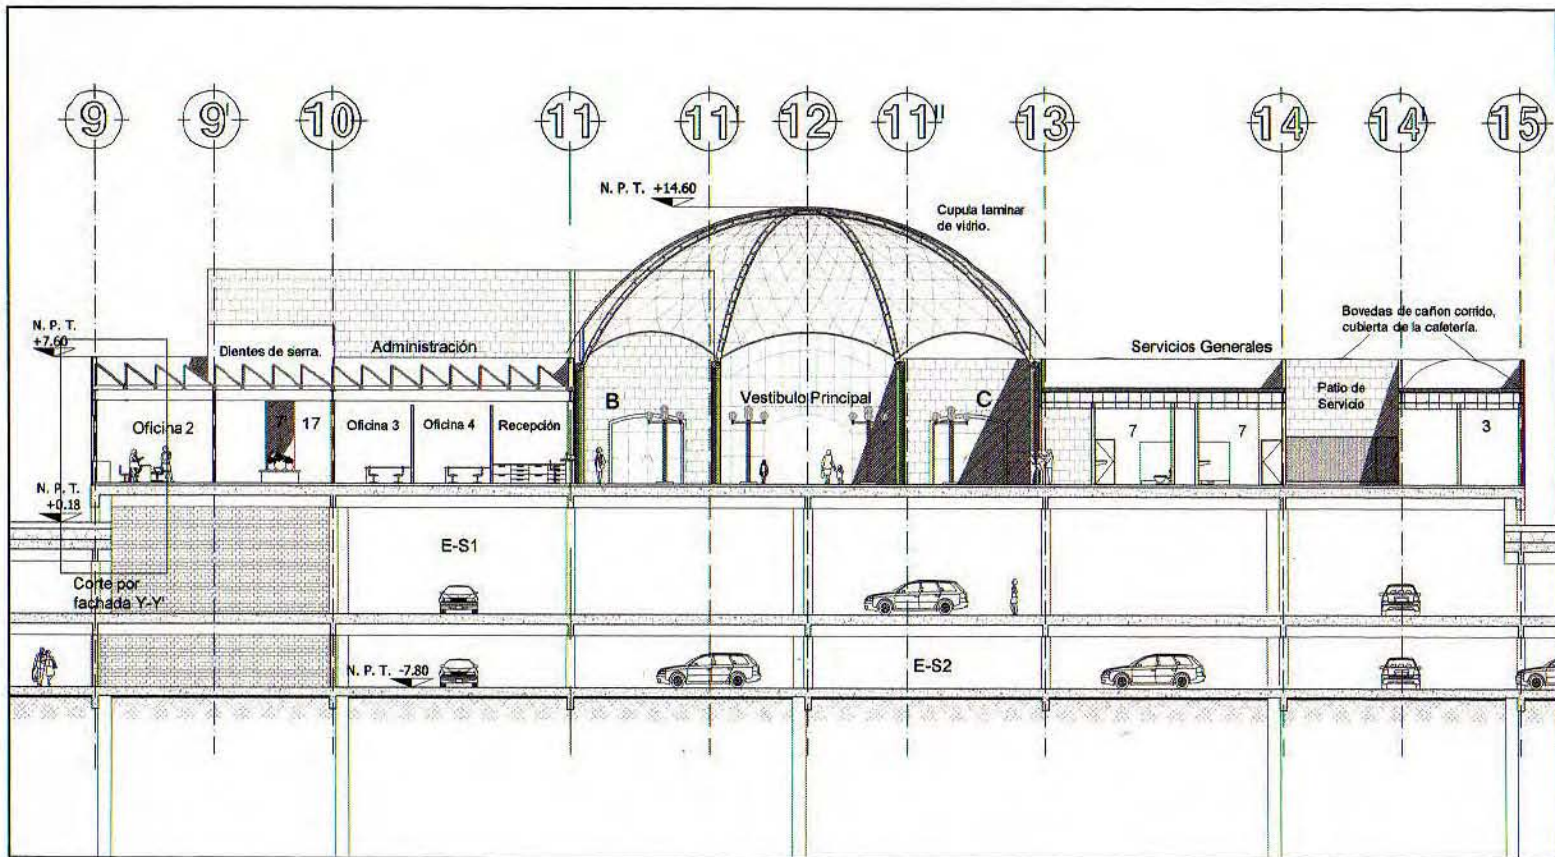 9 9' 10 11 11' 12 11" 13 14 14' 15
N. P. T. +14.60
Cupula laminar
de vidrio.
Bovedas de cañon corrido,
cubierta de la cafetería.
N. P. T.
+7.60
Dientes de serra.
Administración
Servicios Generales
B
Vestibulo Principal
C
Patio de
Servicio
Oficina 2
7
17
Oficina 3
Oficina 4
Recepción
7
7
3
N. P. T.
+0.18
E-S1
Corte por
fachada Y-Y'
N. P. T. -7.80
E-S2